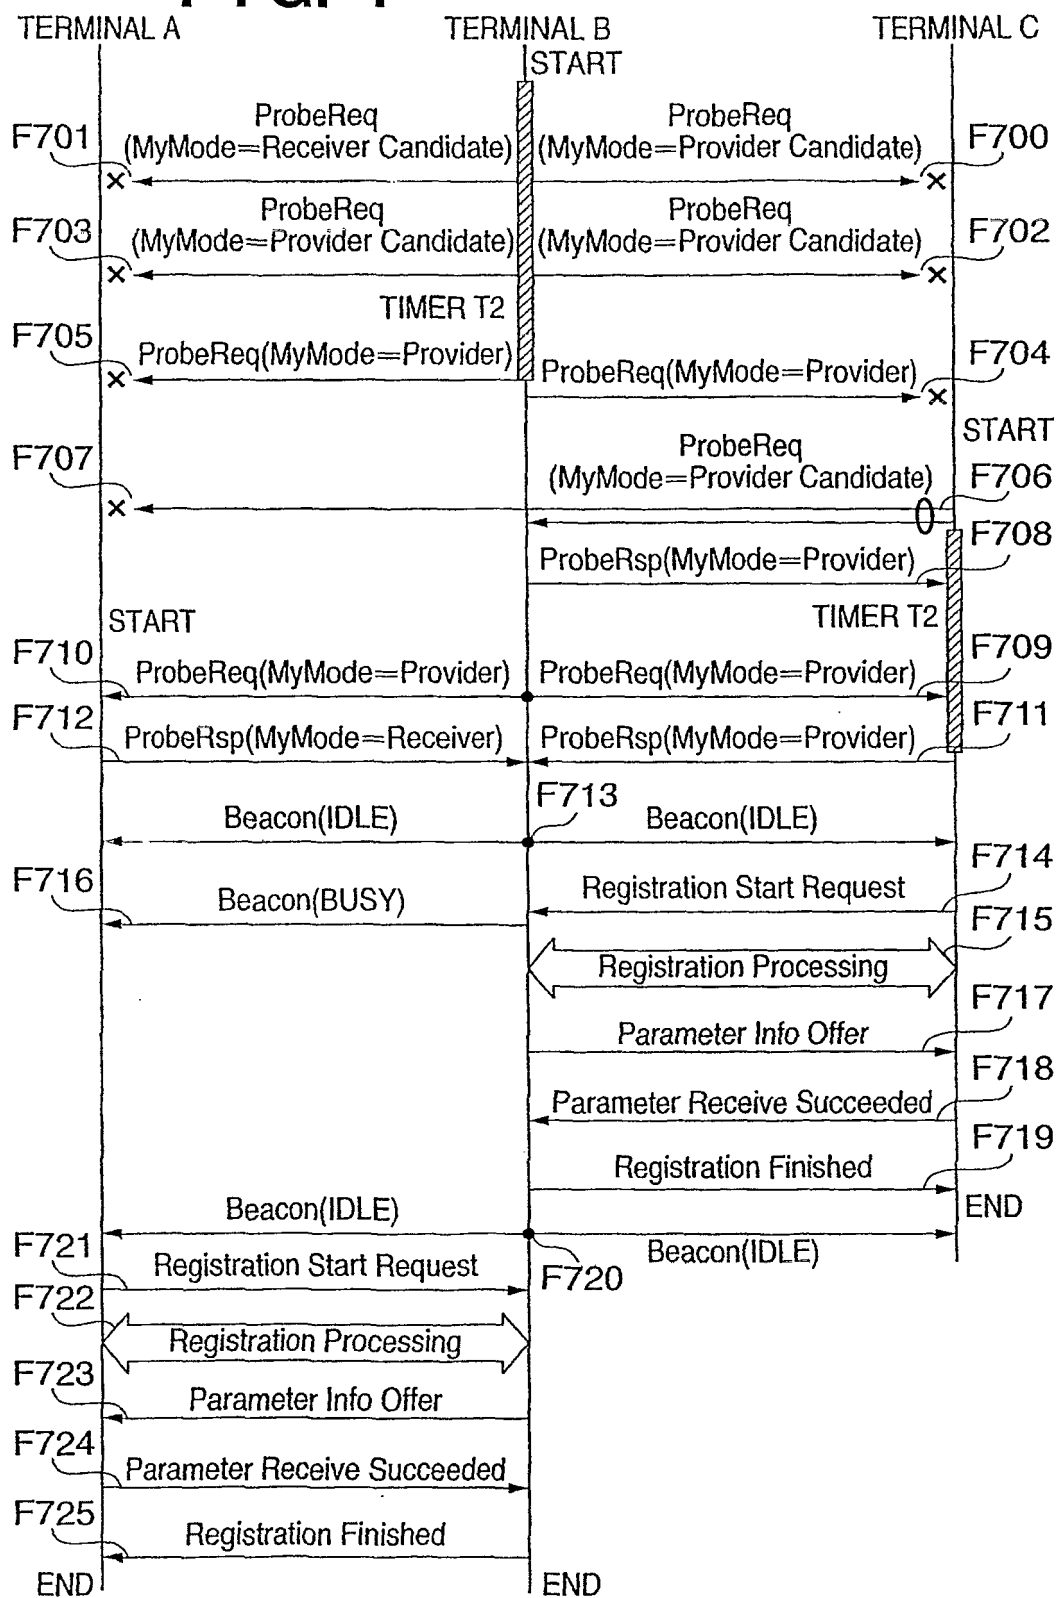 TERMINAL A TERMINAL B TERMINAL C
START
ProbeReq ProbeReq
F701 (MyMode=Receiver Candidate) (MyMode=Provider Candidate) F700
ProbeReq ProbeReq
F703 (MyMode=Provider Candidate) (MyMode=Provider Candidate) F702
TIMER T2
F705 ProbeReq(MyMode=Provider) F704
ProbeReq(MyMode=Provider)
START
F707 ProbeReq
(MyMode=Provider Candidate) F706
F708
ProbeRsp(MyMode=Provider)
START TIMER T2
F710 ProbeReq(MyMode=Provider) ProbeReq(MyMode=Provider) F709
F712 ProbeRsp(MyMode=Receiver) ProbeRsp(MyMode=Provider) F711
F713
Beacon(IDLE) Beacon(IDLE)
F714
F716 Beacon(BUSY) Registration Start Request
F715
Registration Processing
F717
Parameter Info Offer
F718
Parameter Receive Succeeded
F719
Registration Finished
Beacon(IDLE) END
F721 Beacon(IDLE)
Registration Start Request F720
F722
Registration Processing
F723
Parameter Info Offer
F724
Parameter Receive Succeeded
F725
Registration Finished
END END